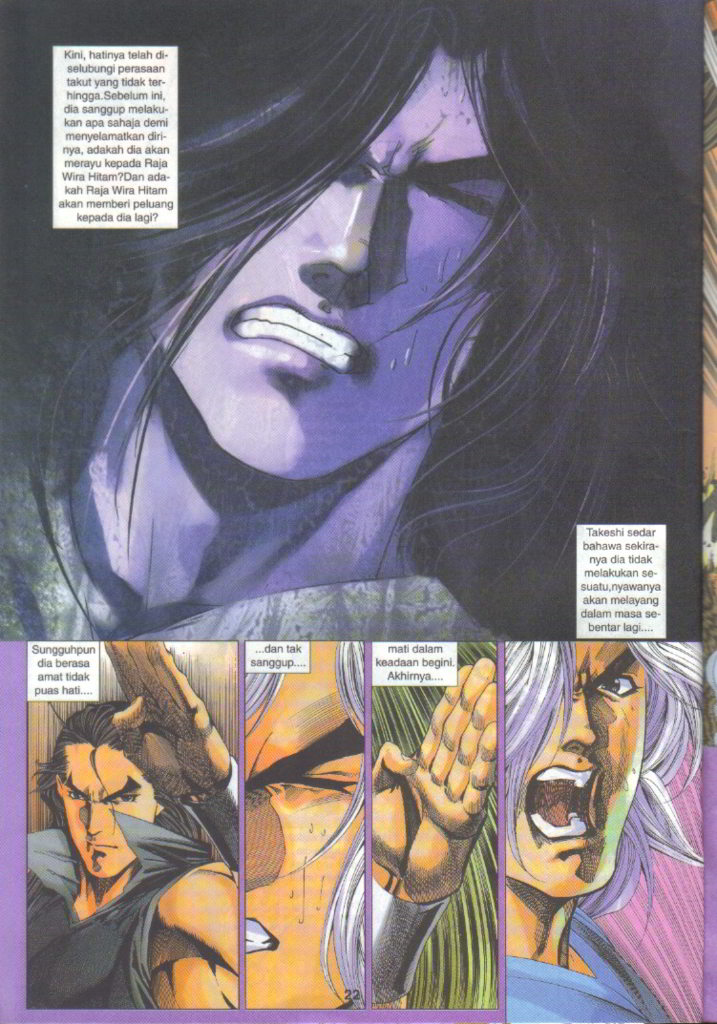 Kini, hatinya telah di-
selubungi perasaan
takut yang tidak ter-
hingga.Sebelum ini,
dia sanggup melaku-
kan apa sahaja demi
menyelamatkan diri-
nya, adakah dia akan
merayu kepada Raja
Wira Hitam?Dan ada-
kah Raja Wira Hitam
akan memberi peluang
kepada dia lagi?
Takeshi sedar
bahawa sekira-
nya dia tidak
melakukan se-
suatu,nyawanya
akan melayang
dalam masa se-
bentar lagi....
Sungguhpun
dia berasa
amat tidak
puas hati....
...dan tak
sanggup....
mati dalam
keadaan begini.
Akhirnya....
22